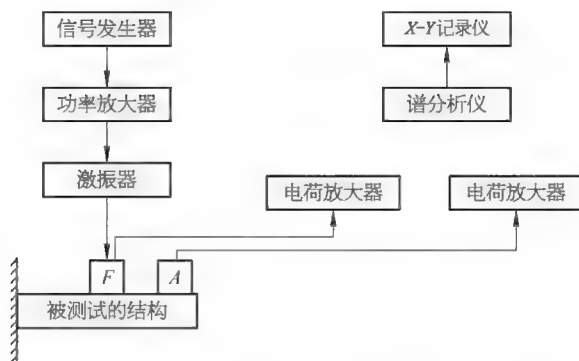 信号发生器
X-Y记录仪
功率放大器
谱分析仪
激振器
电荷放大器
电荷放大器
F
A
被测试的结构